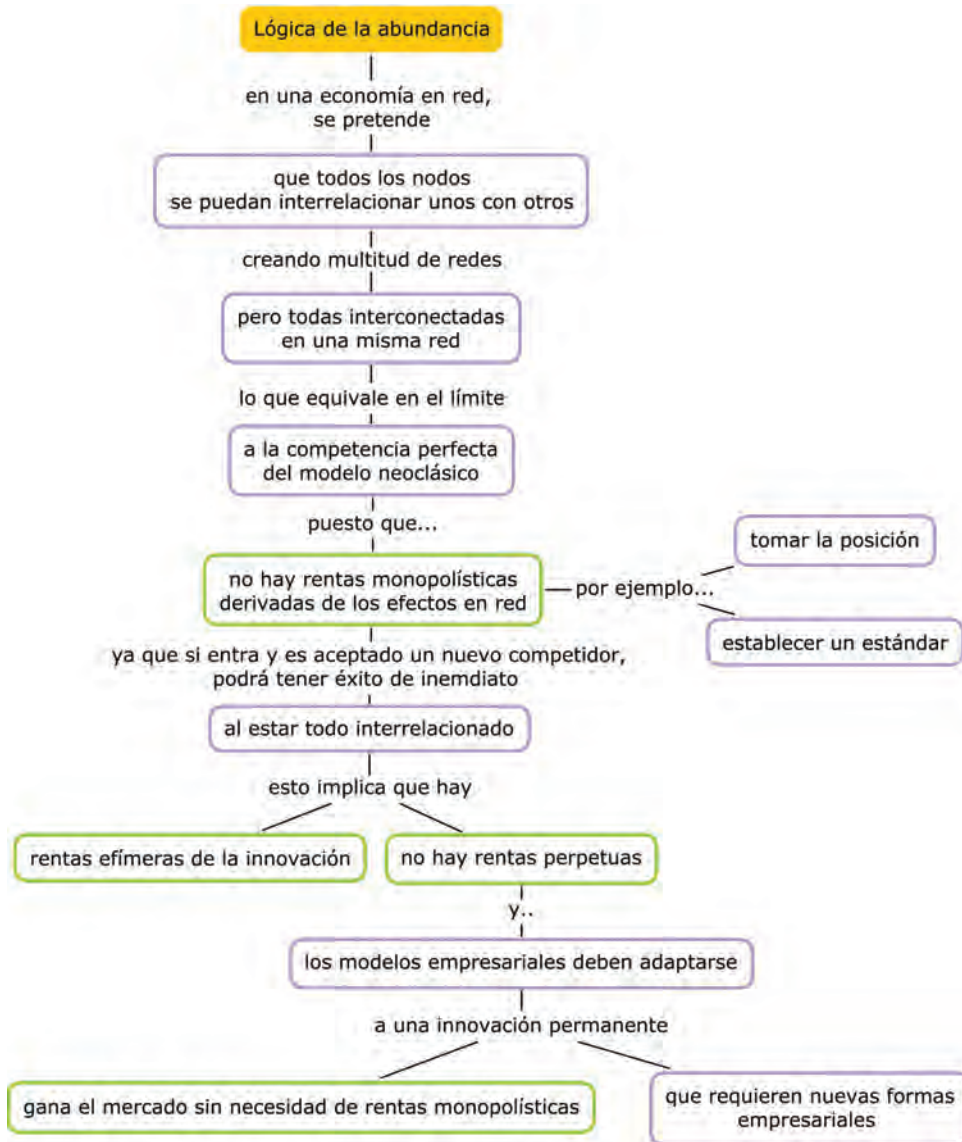 Lógica de la abundancia
en una economía en red,
se pretende
que todos los nodos
se puedan interrelacionar unos con otros
creando multitud de redes
pero todas interconectadas
en una misma red
lo que equivale en el límite
a la competencia perfecta
del modelo neoclásico
puesto que...
no hay rentas monopolísticas
derivadas de los efectos en red
por ejemplo...
tomar la posición
establecer un estándar
ya que si entra y es aceptado un nuevo competidor,
podrá tener éxito de inemdiato
al estar todo interrelacionado
esto implica que hay
rentas efímeras de la innovación
no hay rentas perpetuas
y..
los modelos empresariales deben adaptarse
a una innovación permanente
gana el mercado sin necesidad de rentas monopolísticas
que requieren nuevas formas
empresariales